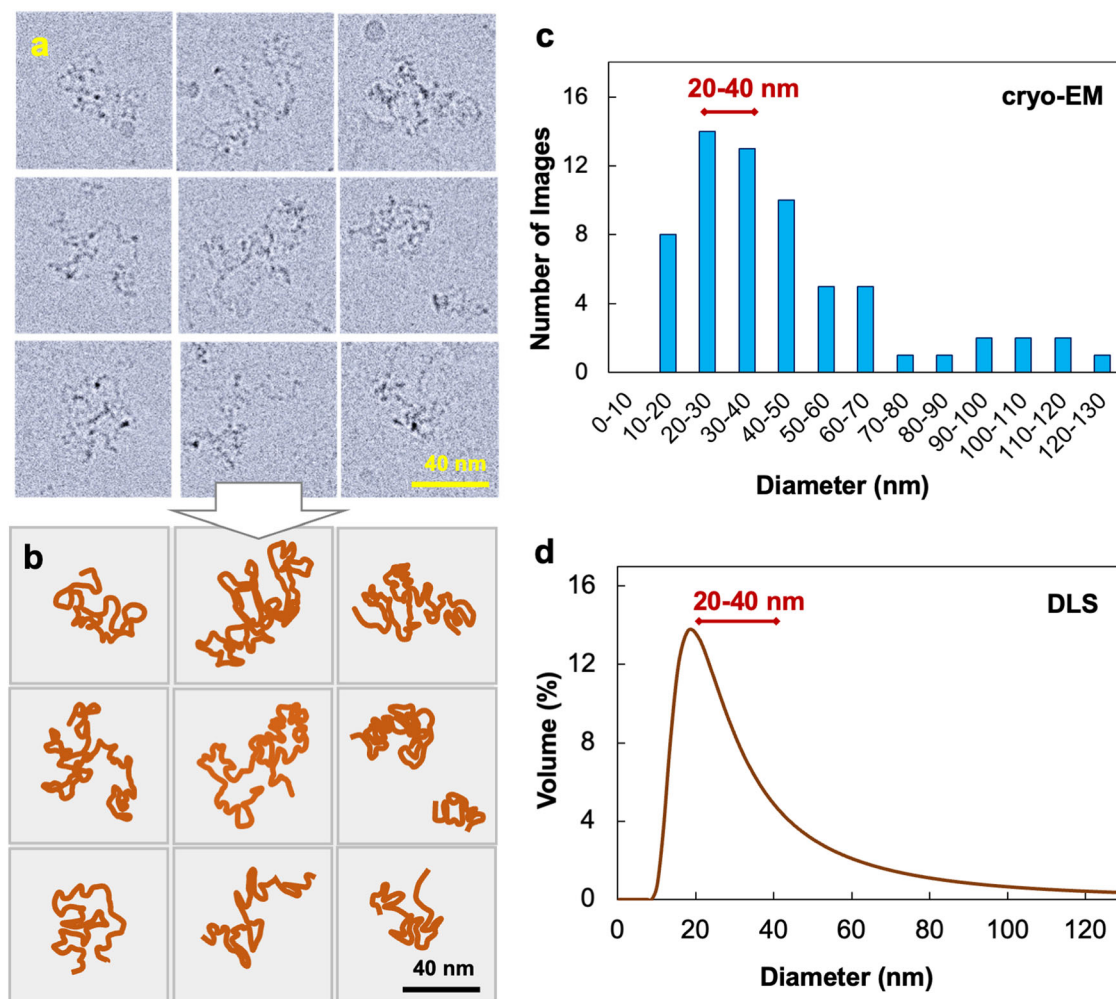 a
40 nm
b
40 nm
c
20-40 nm
cryo-EM
16
12
8
4
0
Number of Images
0-10
10-20
20-30
30-40
40-50
50-60
60-70
70-80
80-90
90-100
100-110
110-120
120-130
Diameter (nm)
d
20-40 nm
DLS
16
12
8
4
0
Volume (%)
0 20 40 60 80 100 120
Diameter (nm)